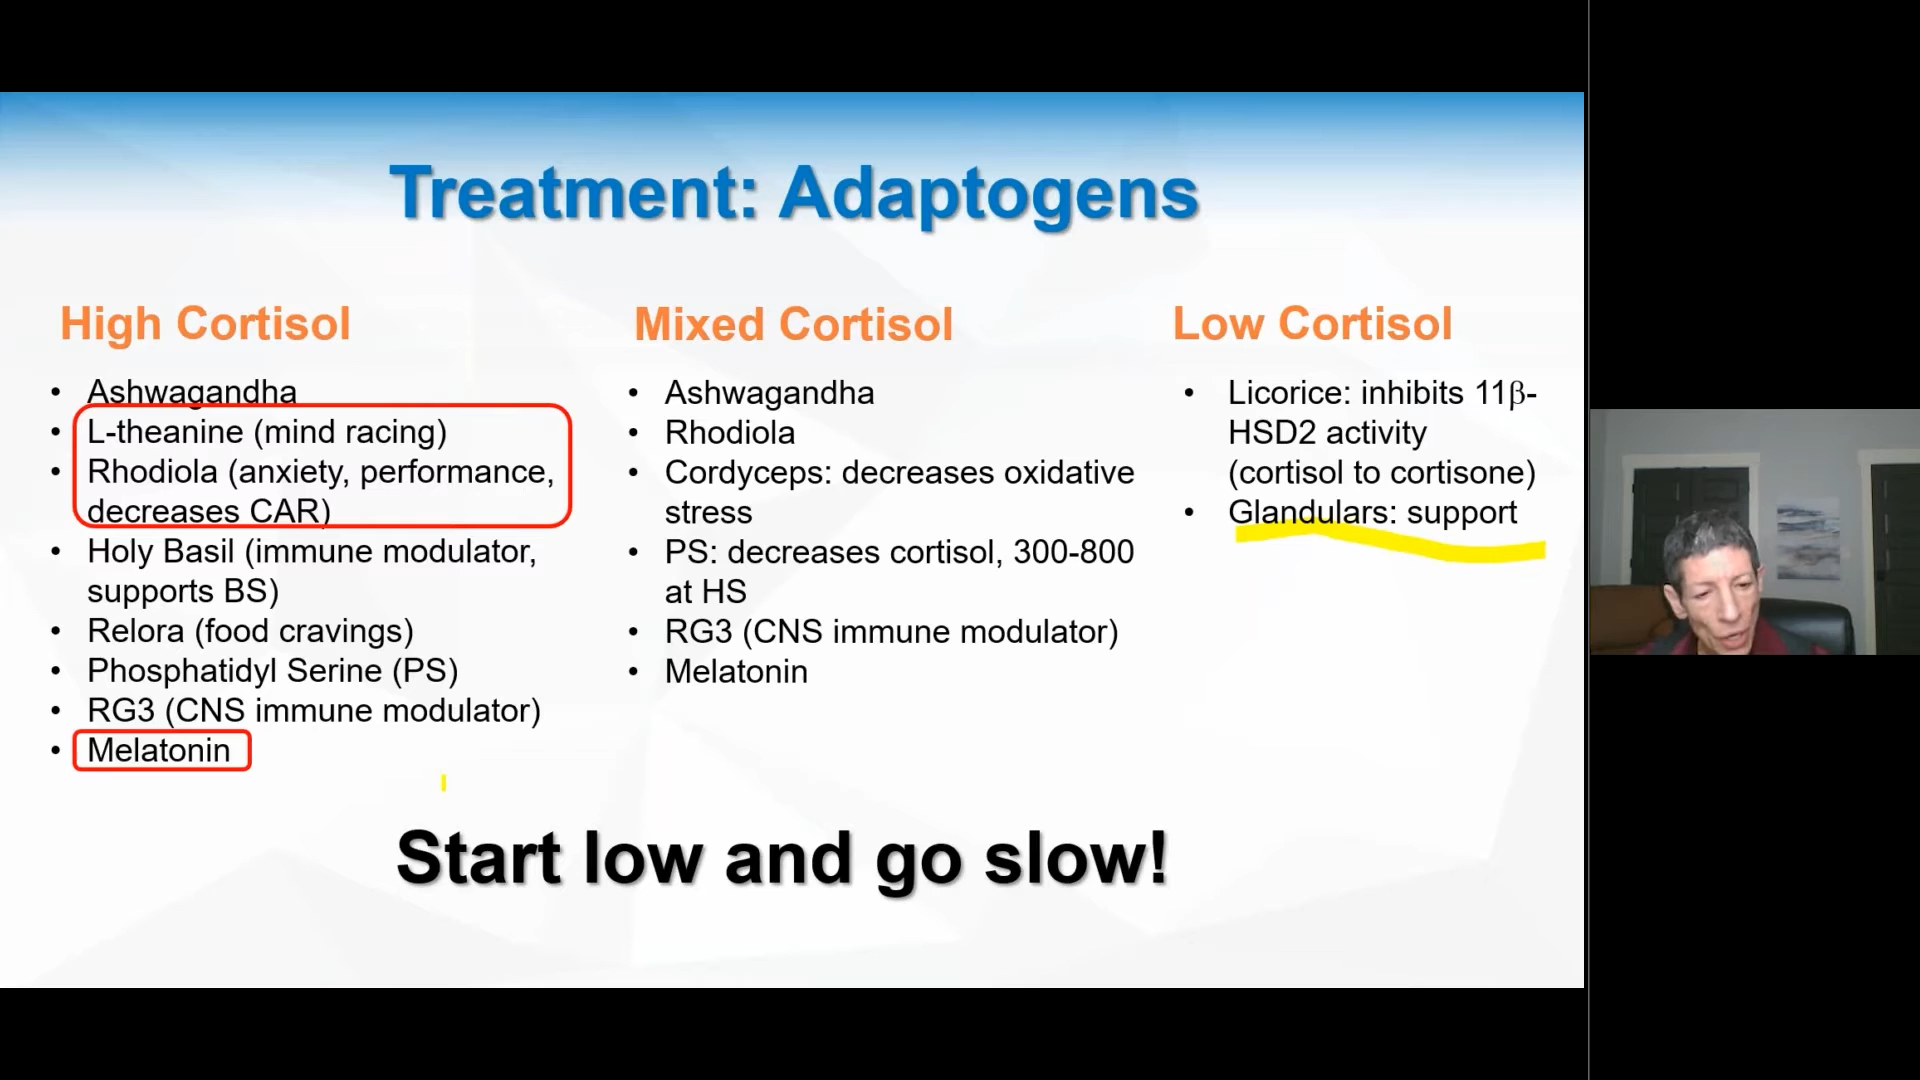 Treatment: Adaptogens
High Cortisol
• Ashwagandha
• L-theanine (mind racing)
• Rhodiola (anxiety, performance,
decreases CAR)
• Holy Basil (immune modulator,
supports BS)
• Relora (food cravings)
• Phosphatidyl Serine (PS)
• RG3 (CNS immune modulator)
• Melatonin
Mixed Cortisol
• Ashwagandha
• Rhodiola
• Cordyceps: decreases oxidative
stress
• PS: decreases cortisol, 300-800
at HS
• RG3 (CNS immune modulator)
• Melatonin
Low Cortisol
• Licorice: inhibits 11β-
HSD2 activity
(cortisol to cortisone)
• Glandulars: support
Start low and go slow!